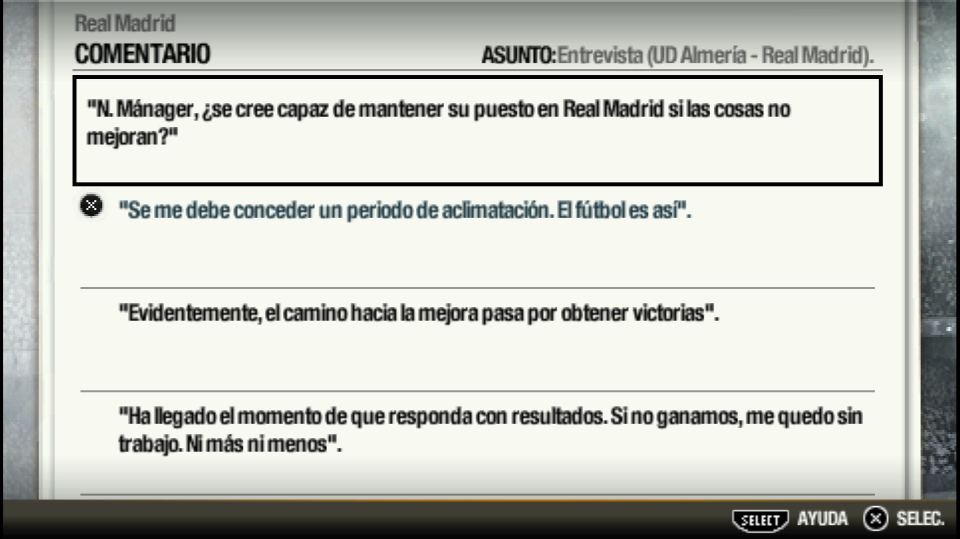 Real Madrid
COMENTARIO
ASUNTO:Entrevista (UD Almería - Real Madrid).
"N. Mánager, ¿se cree capaz de mantener su puesto en Real Madrid si las cosas no
mejoran?"
"Se me debe conceder un periodo de aclimatación. El fútbol es así".
"Evidentemente, el camino hacia la mejora pasa por obtener victorias".
"Ha llegado el momento de que responda con resultados. Si no ganamos, me quedo sin
trabajo. Ni más ni menos".
SELECT AYUDA SELEC.